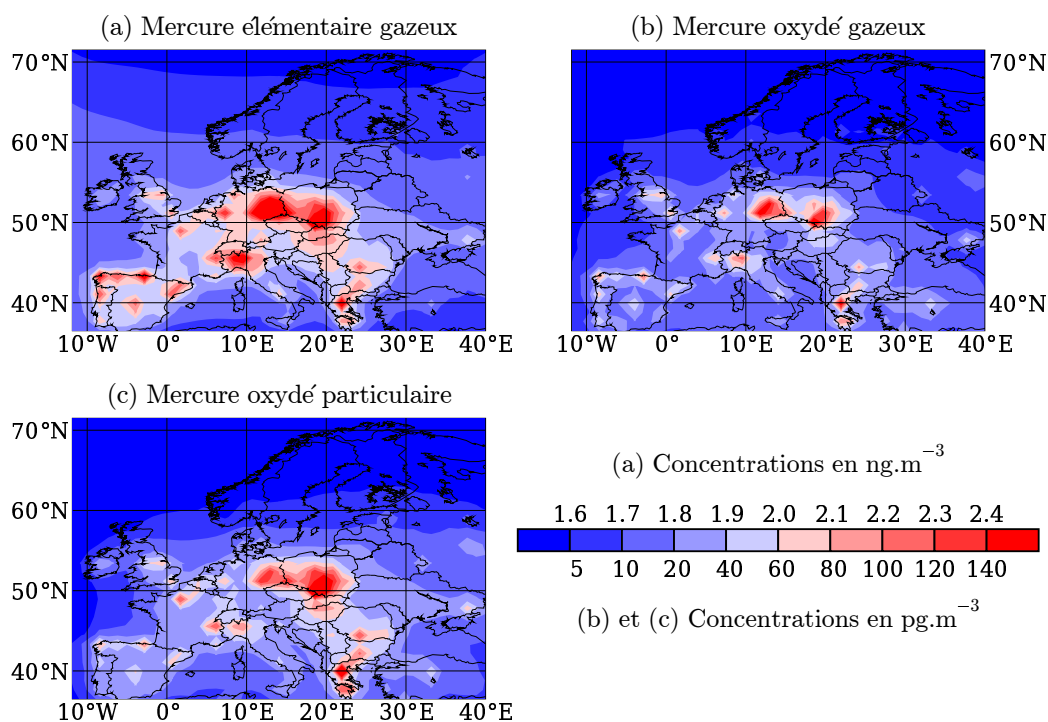 (a) Mercure élémentaire gazeux
(b) Mercure oxydé gazeux
70°N
60°N
50°N
40°N
10°W 0° 10°E 20°E 30°E 40°E
70°N
60°N
50°N
40°N
10°W 0° 10°E 20°E 30°E 40°E
(c) Mercure oxydé particulaire
70°N
60°N
50°N
40°N
10°W 0° 10°E 20°E 30°E 40°E
(a) Concentrations en ng.m⁻³
1.6 1.7 1.8 1.9 2.0 2.1 2.2 2.3 2.4
5 10 20 40 60 80 100 120 140
(b) et (c) Concentrations en pg.m⁻³